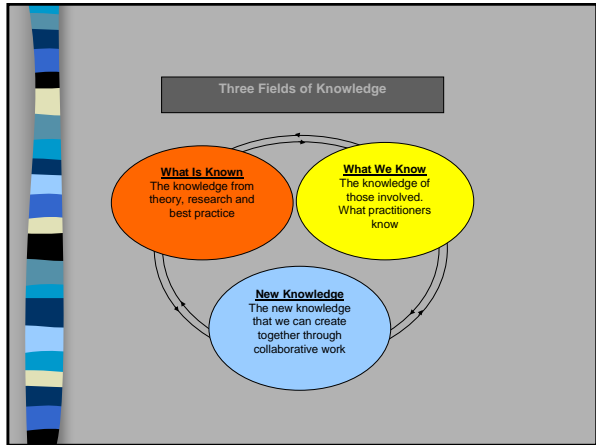 Three Fields of Knowledge
What Is Known
The knowledge from
theory, research and
best practice
What We Know
The knowledge of
those involved.
What practitioners
know
New Knowledge
The new knowledge
that we can create
together through
collaborative work